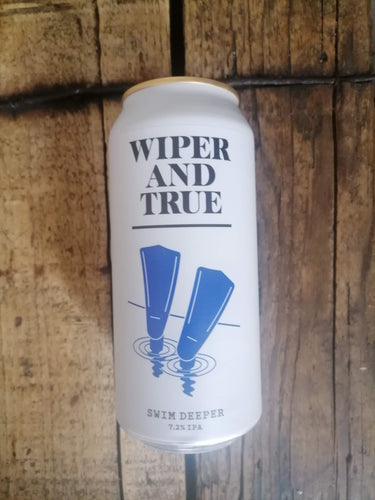 WIPER
AND
TRUE
SWIM DEEPER
7.2% IPA